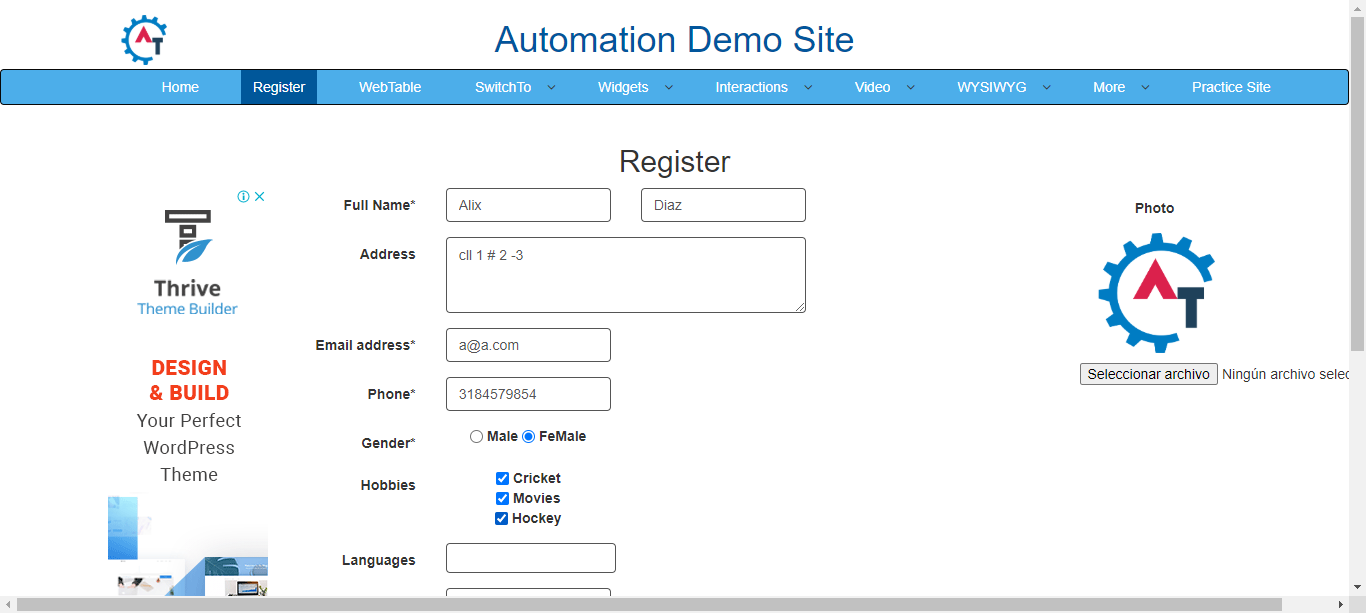 AT
Automation Demo Site
Home Register WebTable SwitchTo Widgets Interactions Video WYSIWYG More Practice Site
Register
Full Name* Alix Diaz
Address cll 1 # 2 -3
Email address* a@a.com
Phone* 3184579854
Gender* Male FeMale
Hobbies Cricket
Movies
Hockey
Languages
Photo
AT
Seleccionar archivo Ningún archivo selec
Thrive
Theme Builder
DESIGN
& BUILD
Your Perfect
WordPress
Theme